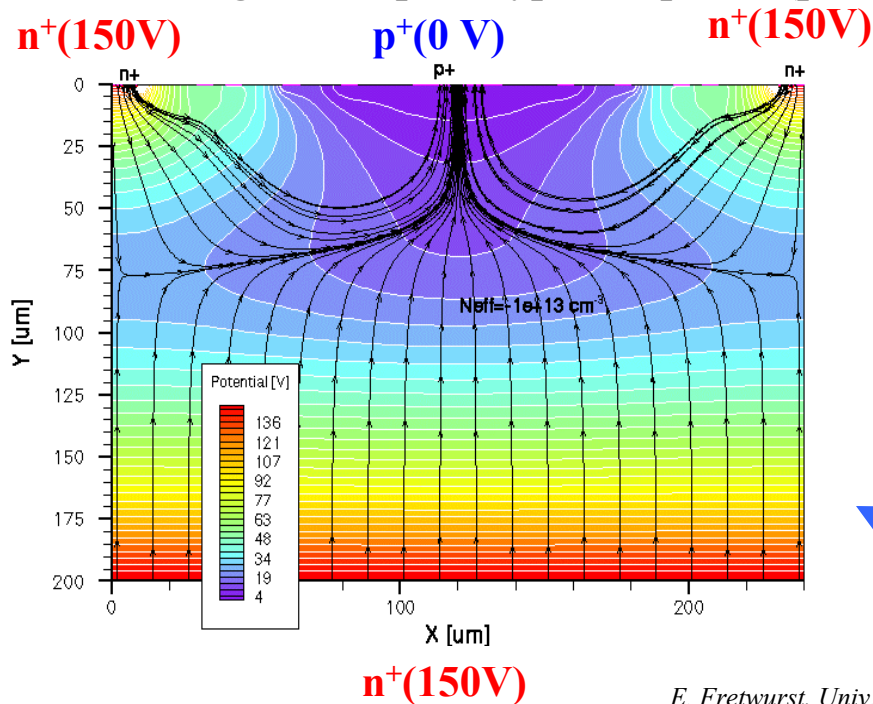 n+(150V) p+(0 V) n+(150V)
n+ p+ n+
0
25
50
75
Neff=-1e+13 cm-3
100
125
150
175
200
Y [um]
Potential [V]
136
121
107
92
77
63
48
34
19
4
0 100 200
X [um]
n+(150V)
E. Fretwurst, Univ